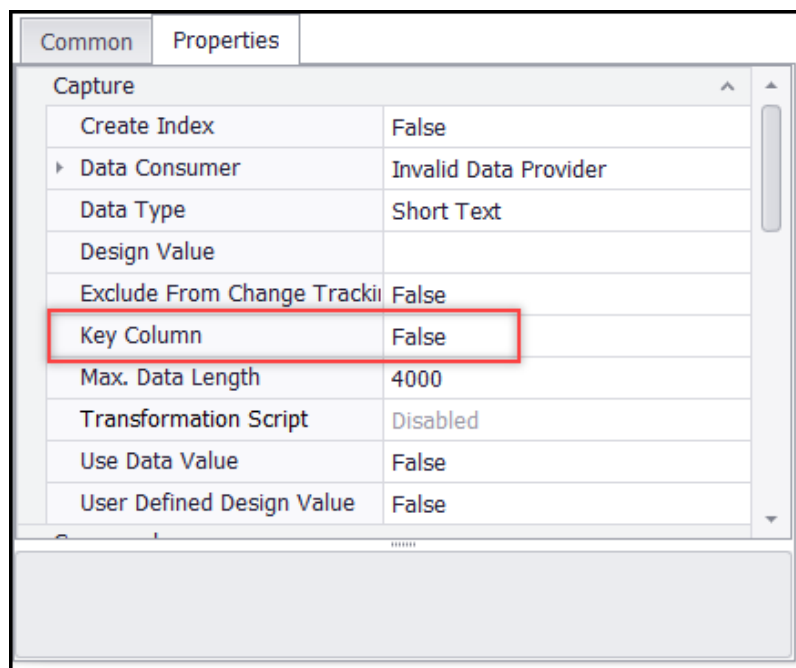 Common Properties
Capture
Create Index False
Data Consumer Invalid Data Provider
Data Type Short Text
Design Value
Exclude From Change Trackin False
Key Column False
Max. Data Length 4000
Transformation Script Disabled
Use Data Value False
User Defined Design Value False